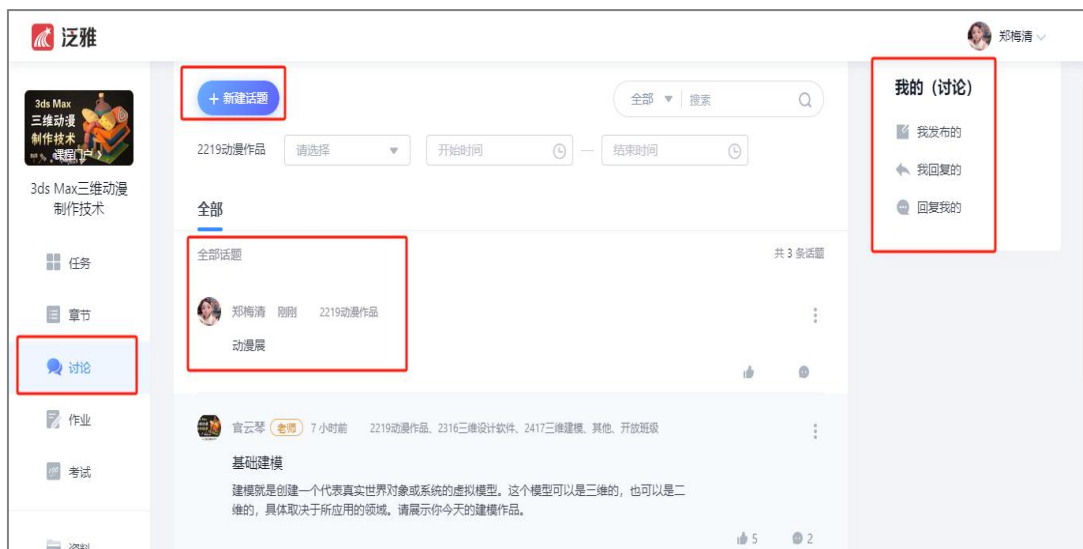 泛雅
郑梅清
3ds Max
三维动漫
制作技术
课程门户 >
3ds Max三维动漫
制作技术
任务
章节
讨论
作业
考试
资料
+ 新建话题
全部
搜索
2219动漫作品
请选择
开始时间
—
结束时间
全部
全部话题
共 3 条话题
郑梅清 刚刚 2219动漫作品
动漫展
官云琴 老师 7 小时前 2219动漫作品、2316三维设计软件、2417三维建模、其他、开放班级
基础建模
建模就是创建一个代表真实世界对象或系统的虚拟模型。这个模型可以是三维的，也可以是二
维的，具体取决于所应用的领域。请展示你今天的建模作品。
5
2
我的（讨论）
我发布的
我回复的
回复我的